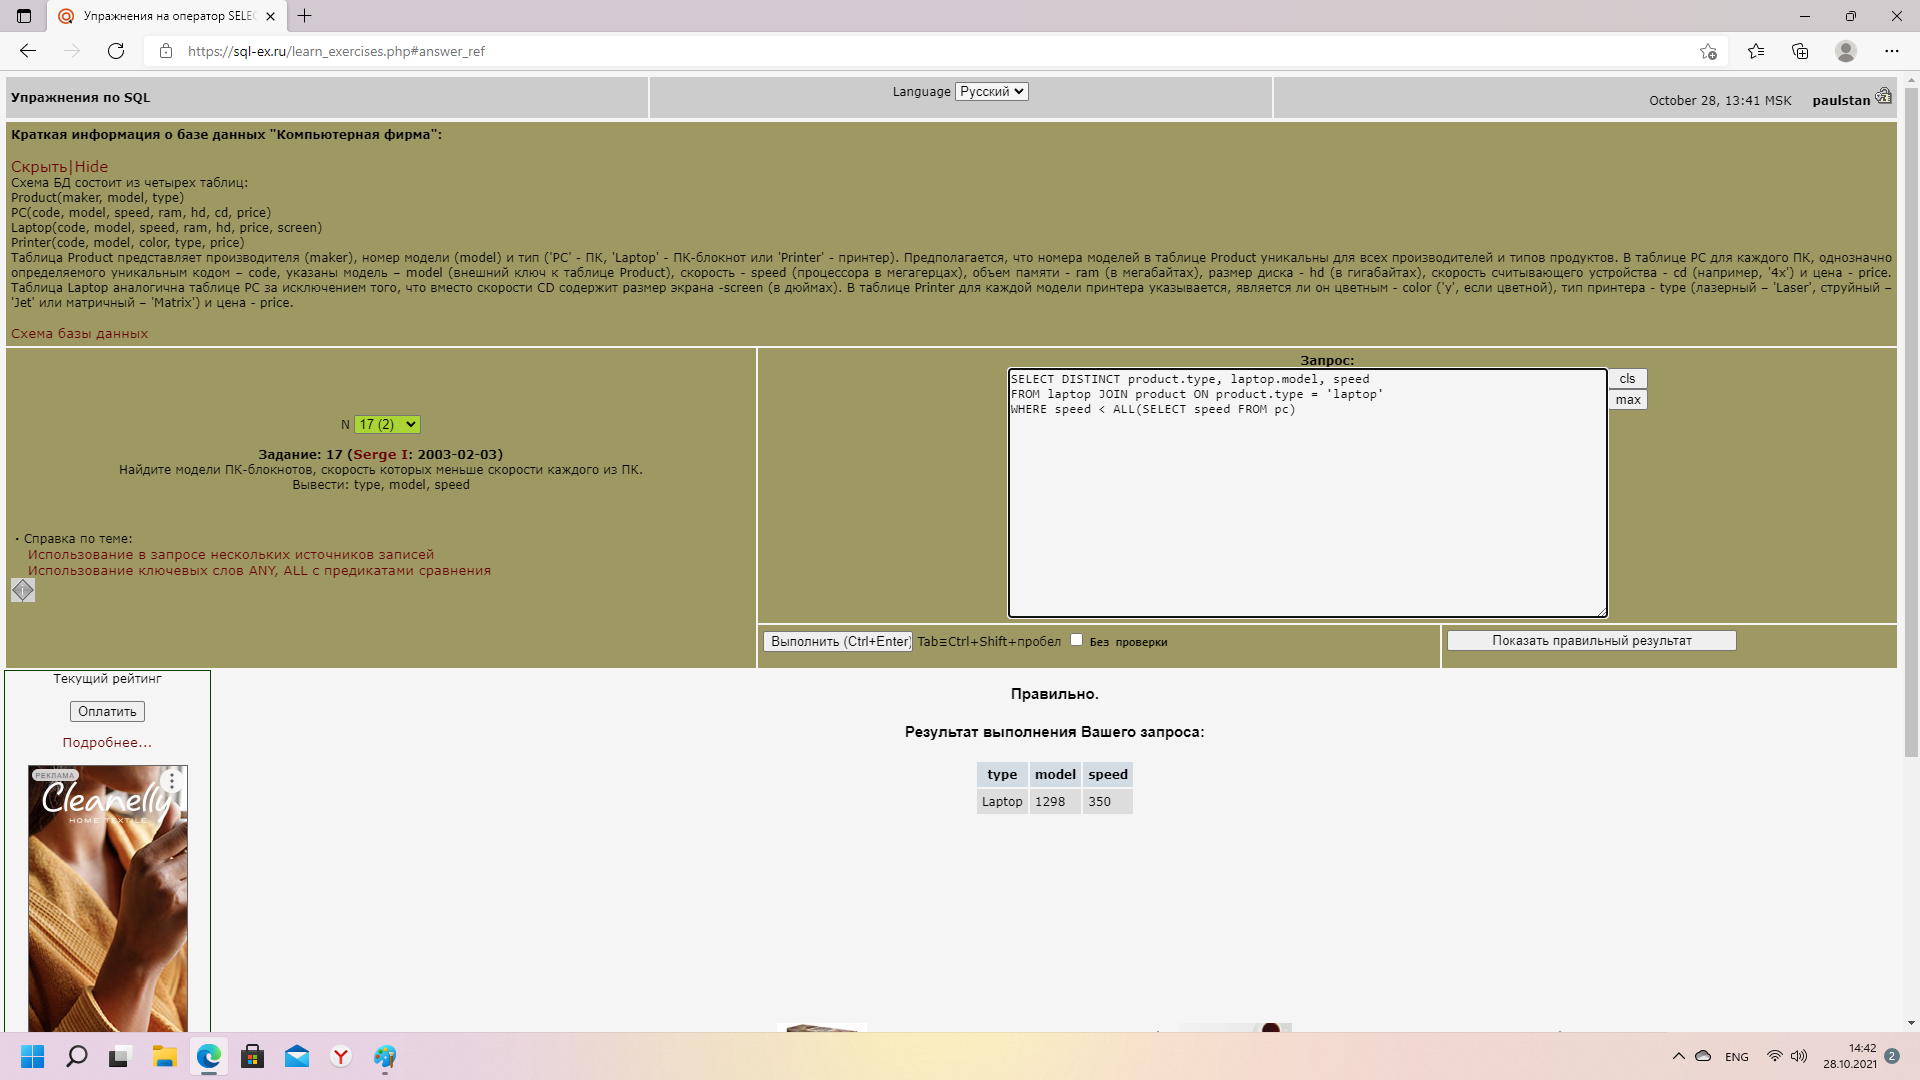 Упражнения на оператор SELEC
https://sql-ex.ru/learn_exercises.php#answer_ref
Упражнения по SQL
Language Русский
October 28, 13:41 MSK paulstan
Краткая информация о базе данных "Компьютерная фирма":
Скрыть|Hide
Схема БД состоит из четырех таблиц:
Product(maker, model, type)
PC(code, model, speed, ram, hd, cd, price)
Laptop(code, model, speed, ram, hd, price, screen)
Printer(code, model, color, type, price)
Таблица Product представляет производителя (maker), номер модели (model) и тип ('PC' - ПК, 'Laptop' - ПК-блокнот или 'Printer' - принтер). Предполагается, что номера моделей в таблице Product уникальны для всех производителей и типов продуктов. В таблице PC для каждого ПК, однозначно
определяемого уникальным кодом – code, указаны модель – model (внешний ключ к таблице Product), скорость - speed (процессора в мегагерцах), объем памяти - ram (в мегабайтах), размер диска - hd (в гигабайтах), скорость считывающего устройства - cd (например, '4x') и цена - price.
Таблица Laptop аналогична таблице РС за исключением того, что вместо скорости CD содержит размер экрана -screen (в дюймах). В таблице Printer для каждой модели принтера указывается, является ли он цветным - color ('y', если цветной), тип принтера - type (лазерный – 'Laser', струйный –
'Jet' или матричный – 'Matrix') и цена - price.
Схема базы данных
N 17 (2)
Задание: 17 (Serge I: 2003-02-03)
Найдите модели ПК-блокнотов, скорость которых меньше скорости каждого из ПК.
Вывести: type, model, speed
· Справка по теме:
Использование в запросе нескольких источников записей
Использование ключевых слов ANY, ALL с предикатами сравнения
Запрос:
SELECT DISTINCT product.type, laptop.model, speed
FROM laptop JOIN product ON product.type = 'laptop'
WHERE speed < ALL(SELECT speed FROM pc)
cls
max
Выполнить (Ctrl+Enter) Tab≡Ctrl+Shift+пробел Без проверки
Показать правильный результат
Текущий рейтинг
Оплатить
Подробнее...
РЕКЛАМА
Cleanelly
HOME TEXTILE
Правильно.
Результат выполнения Вашего запроса:
type model speed
Laptop 1298 350
ENG
14:42
28.10.2021
2